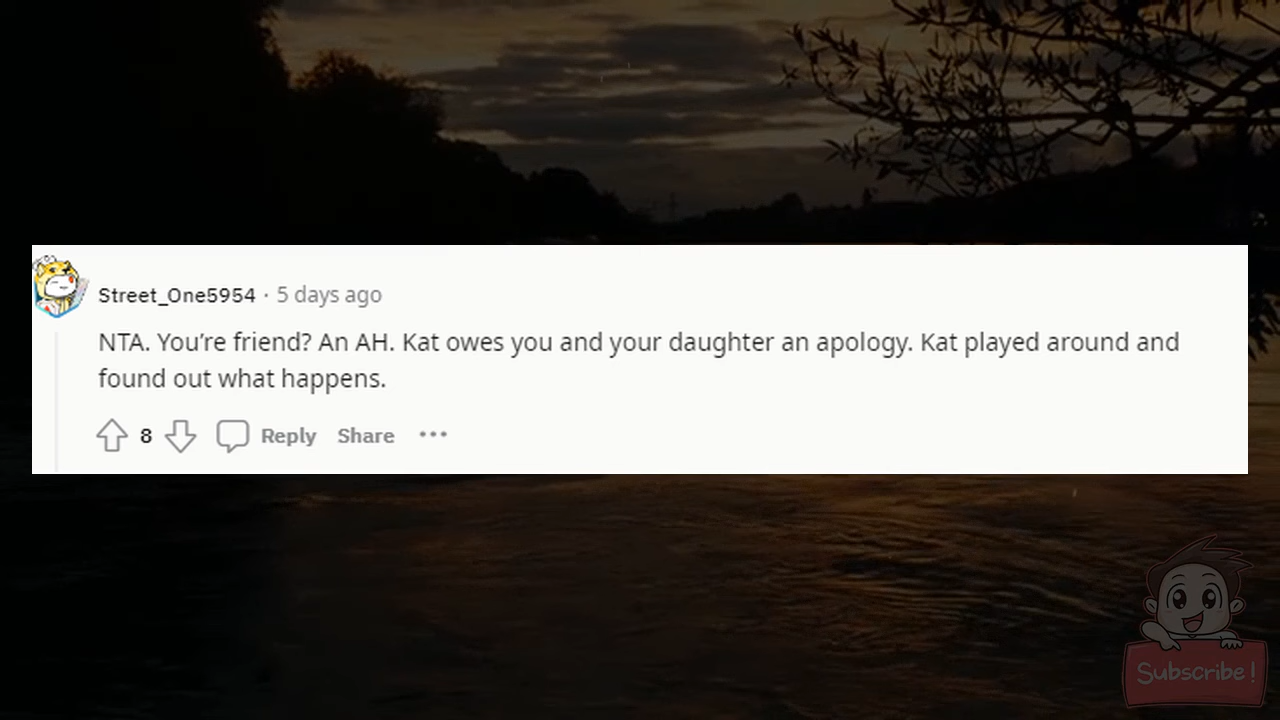 Street_One5954 · 5 days ago
NTA. You’re friend? An AH. Kat owes you and your daughter an apology. Kat played around and
found out what happens.
8 Reply Share
Subscribe!